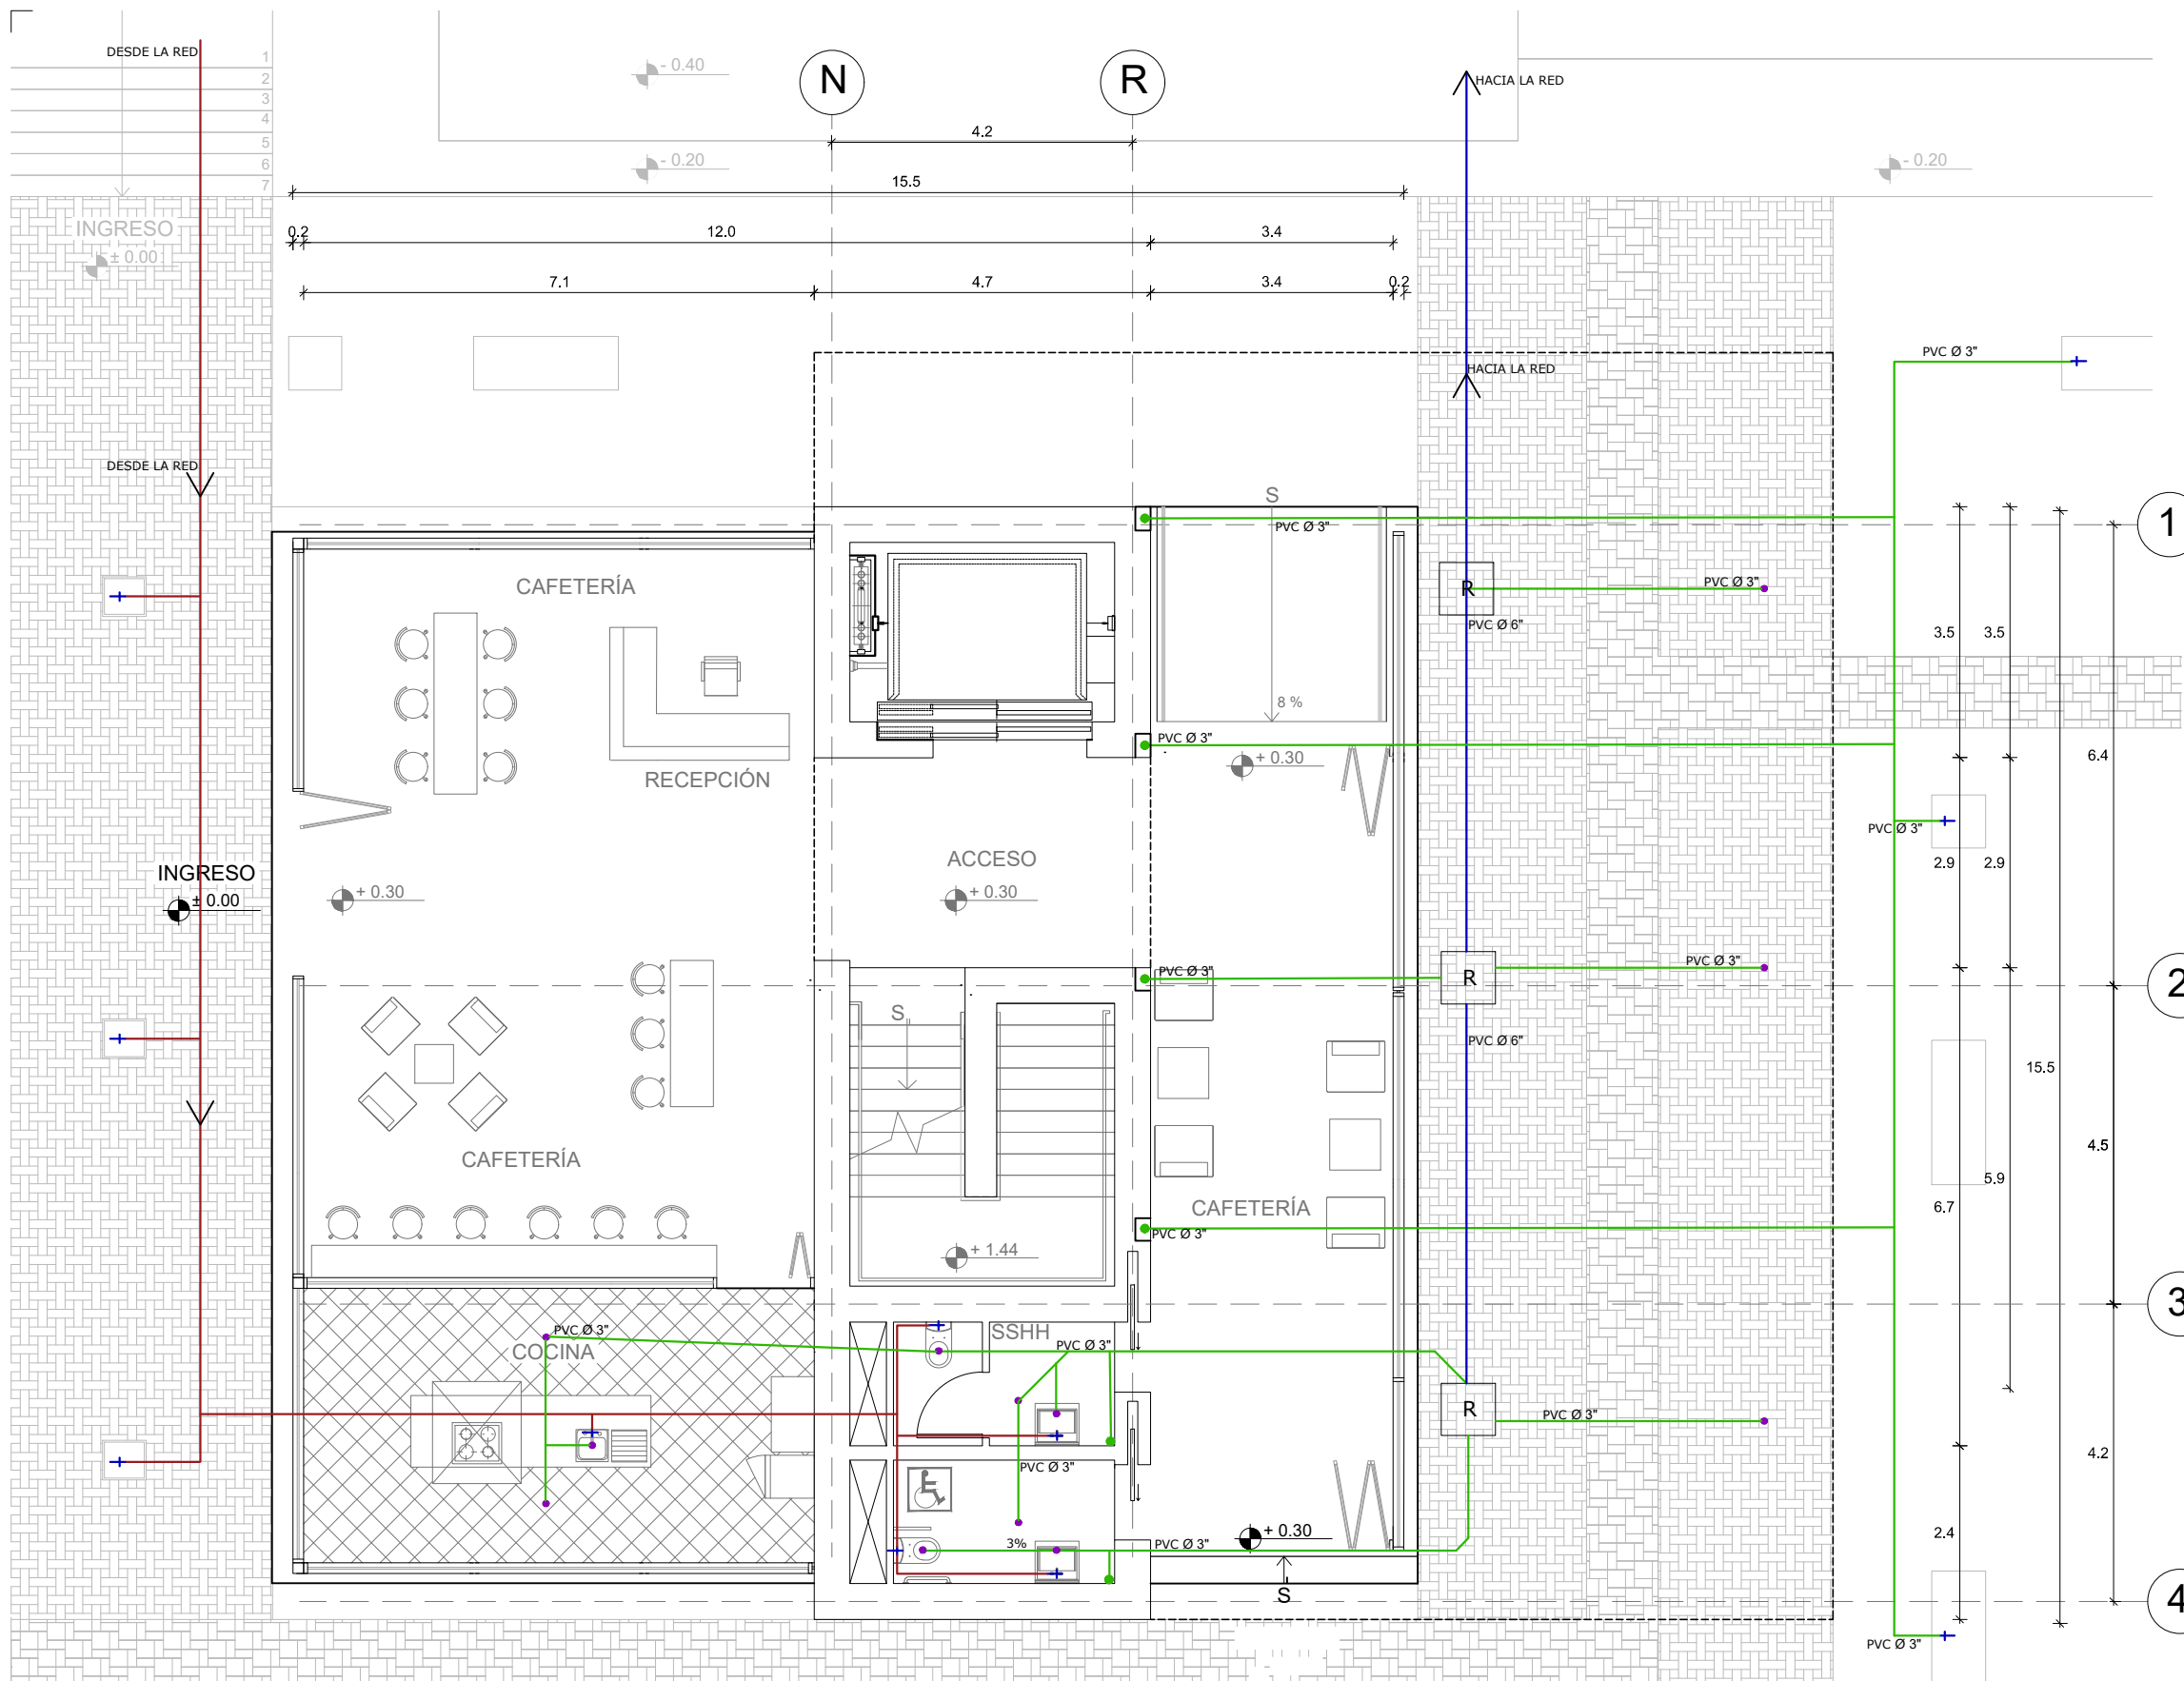 DESDE LA RED
1
2
3
4
5
6
7
- 0.40
N
R
HACIA LA RED
4.2
- 0.20
- 0.20
15.5
INGRESO
± 0.00
0.2
12.0
3.4
7.1
4.7
3.4
0.2
PVC Ø 3"
HACIA LA RED
DESDE LA RED
S
PVC Ø 3"
1
CAFETERÍA
R
PVC Ø 3"
PVC Ø 6"
3.5
3.5
8 %
PVC Ø 3"
+ 0.30
6.4
RECEPCIÓN
PVC Ø 3"
ACCESO
2.9
2.9
INGRESO
± 0.00
+ 0.30
+ 0.30
PVC Ø 3"
R
PVC Ø 3"
2
S
PVC Ø 6"
15.5
4.5
CAFETERÍA
5.9
CAFETERÍA
6.7
PVC Ø 3"
+ 1.44
3
PVC Ø 3"
SSHH
PVC Ø 3"
COCINA
R
PVC Ø 3"
4.2
PVC Ø 3"
+ 0.30
2.4
3%
PVC Ø 3"
S
4
PVC Ø 3"